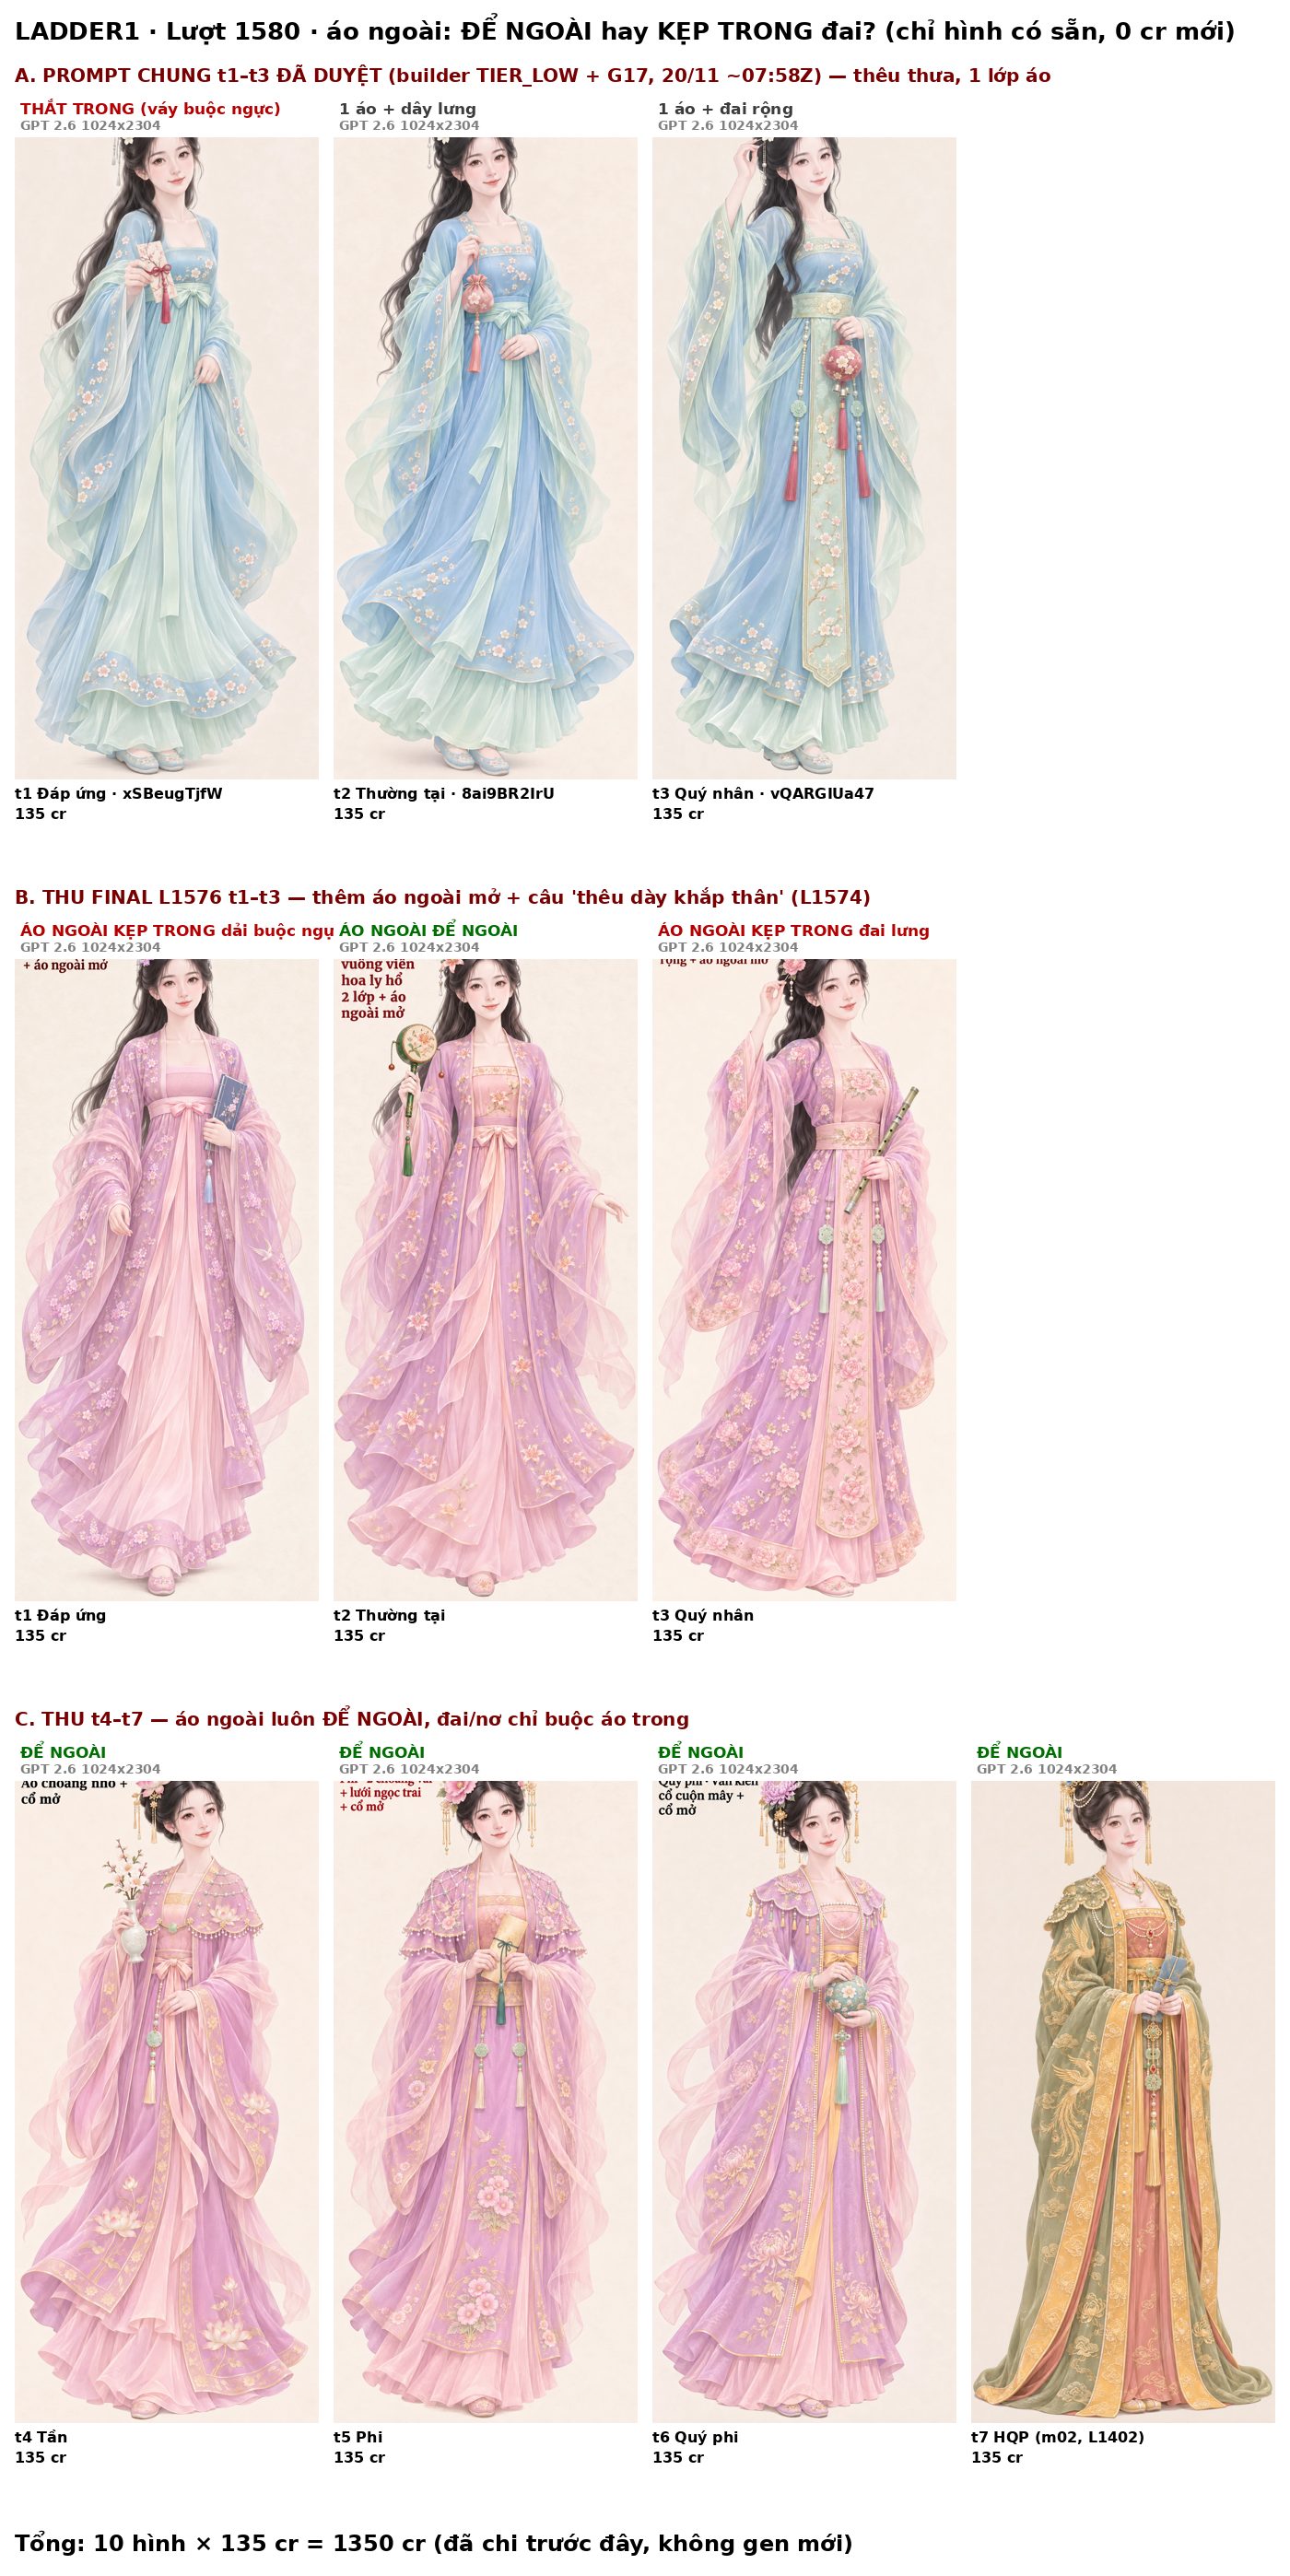 LADDER1 · Lượt 1580 · áo ngoài: ĐỂ NGOÀI hay KẸP TRONG đai? (chỉ hình có sẵn, 0 cr mới)
A. PROMPT CHUNG t1–t3 ĐÃ DUYỆT (builder TIER_LOW + G17, 20/11 ~07:58Z) — thêu thưa, 1 lớp áo
THẮT TRONG (váy buộc ngực)
GPT 2.6 1024x2304
1 áo + dây lưng
GPT 2.6 1024x2304
1 áo + đai rộng
GPT 2.6 1024x2304
t1 Đáp ứng · xSBeugTjfW
135 cr
t2 Thường tại · 8ai9BR2IrU
135 cr
t3 Quý nhân · vQARGIUa47
135 cr
B. THU FINAL L1576 t1–t3 — thêm áo ngoài mở + câu 'thêu dày khắp thân' (L1574)
ÁO NGOÀI KẸP TRONG dải buộc ngự
GPT 2.6 1024x2304
ÁO NGOÀI ĐỂ NGOÀI
GPT 2.6 1024x2304
ÁO NGOÀI KẸP TRONG đai lưng
GPT 2.6 1024x2304
+ áo ngoài mở
vuông viền
hoa ly hổ
2 lớp + áo
ngoài mở
rộng + áo ngoài mở
t1 Đáp ứng
135 cr
t2 Thường tại
135 cr
t3 Quý nhân
135 cr
C. THU t4–t7 — áo ngoài luôn ĐỂ NGOÀI, đai/nơ chỉ buộc áo trong
ĐỂ NGOÀI
GPT 2.6 1024x2304
ĐỂ NGOÀI
GPT 2.6 1024x2304
ĐỂ NGOÀI
GPT 2.6 1024x2304
ĐỂ NGOÀI
GPT 2.6 1024x2304
Áo choàng nhỏ +
cổ mở
+ lưới ngọc trai
+ cổ mở
Quý phi · Vân kiên
cổ cuộn mây +
cổ mở
t4 Tần
135 cr
t5 Phi
135 cr
t6 Quý phi
135 cr
t7 HQP (m02, L1402)
135 cr
Tổng: 10 hình × 135 cr = 1350 cr (đã chi trước đây, không gen mới)